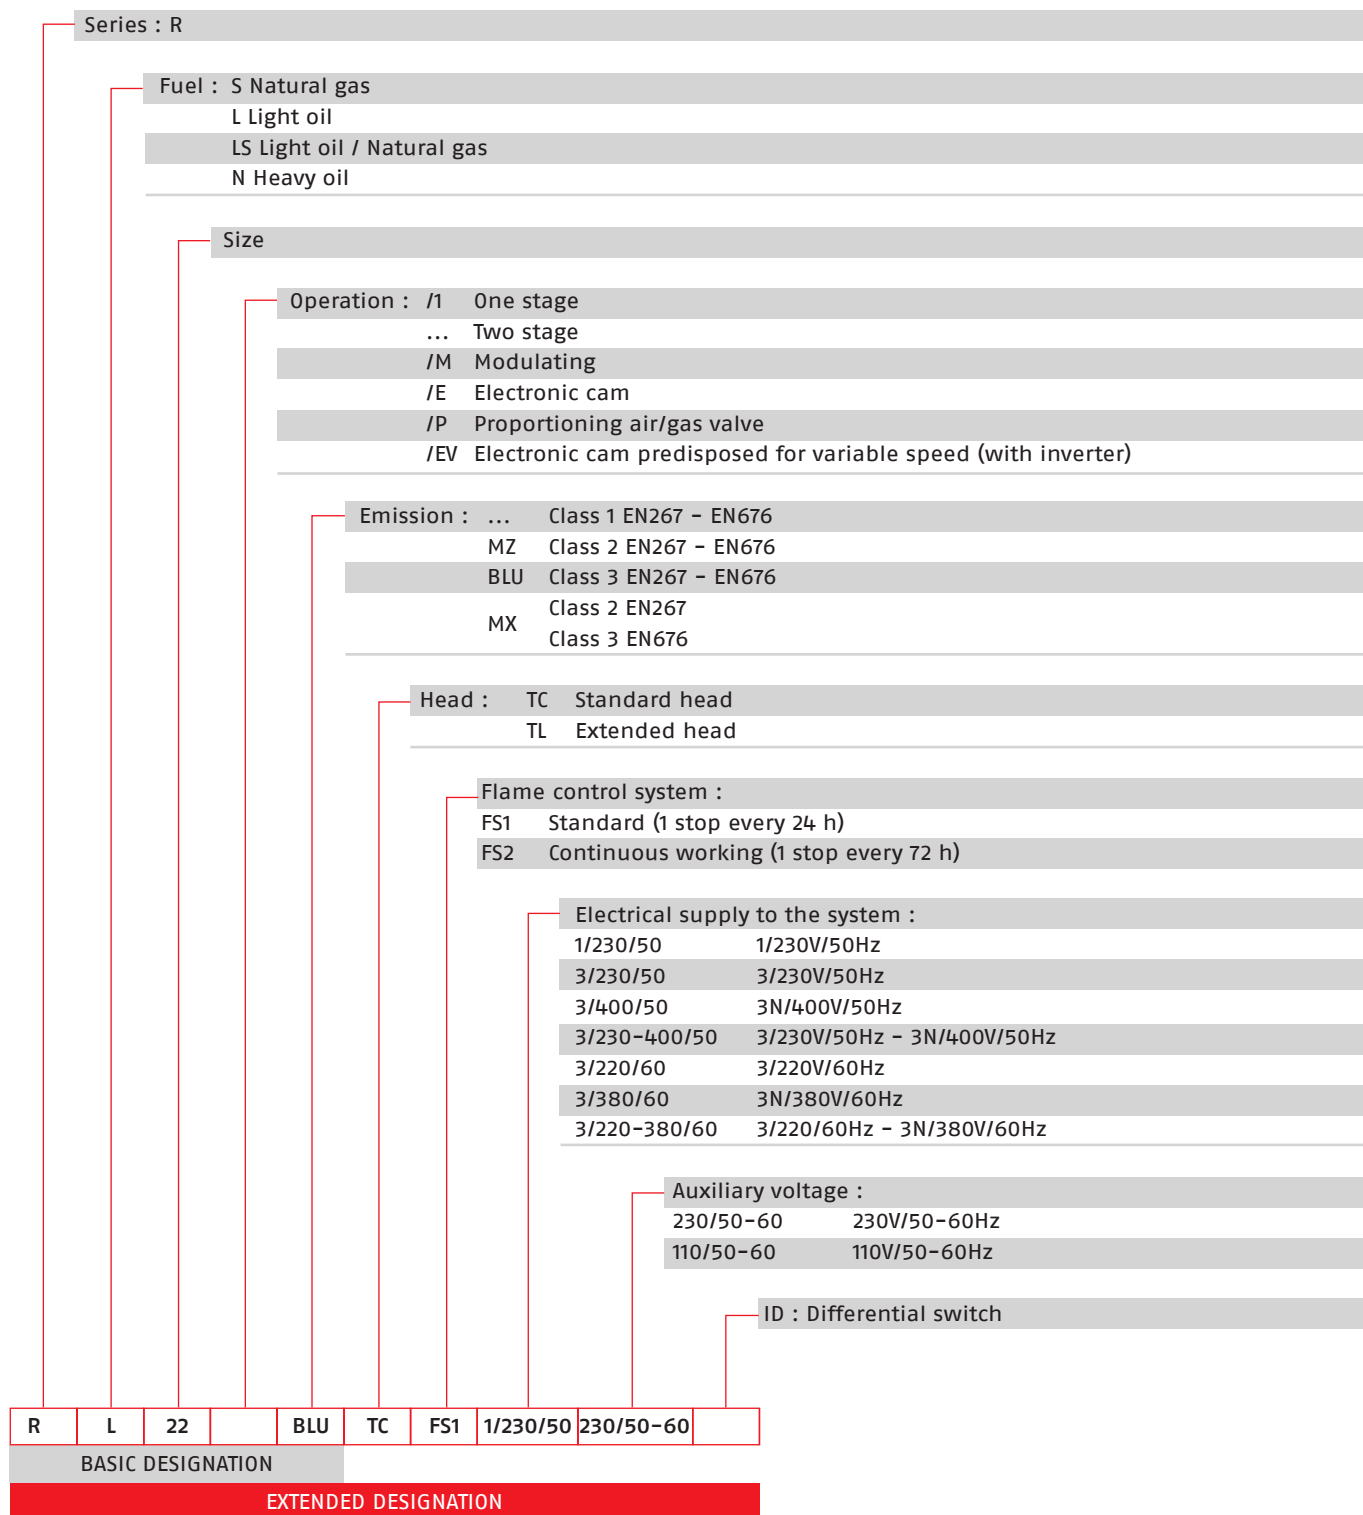 Series : R
Fuel : S Natural gas
L Light oil
LS Light oil / Natural gas
N Heavy oil
Size
Operation : /1 One stage
... Two stage
/M Modulating
/E Electronic cam
/P Proportioning air/gas valve
/EV Electronic cam predisposed for variable speed (with inverter)
Emission : ... Class 1 EN267 - EN676
MZ Class 2 EN267 - EN676
BLU Class 3 EN267 - EN676
MX Class 2 EN267
Class 3 EN676
Head : TC Standard head
TL Extended head
Flame control system :
FS1 Standard (1 stop every 24 h)
FS2 Continuous working (1 stop every 72 h)
Electrical supply to the system :
1/230/50 1/230V/50Hz
3/230/50 3/230V/50Hz
3/400/50 3N/400V/50Hz
3/230-400/50 3/230V/50Hz - 3N/400V/50Hz
3/220/60 3/220V/60Hz
3/380/60 3N/380V/60Hz
3/220-380/60 3/220/60Hz - 3N/380V/60Hz
Auxiliary voltage :
230/50-60 230V/50-60Hz
110/50-60 110V/50-60Hz
ID : Differential switch
R L 22 BLU TC FS1 1/230/50 230/50-60
BASIC DESIGNATION
EXTENDED DESIGNATION